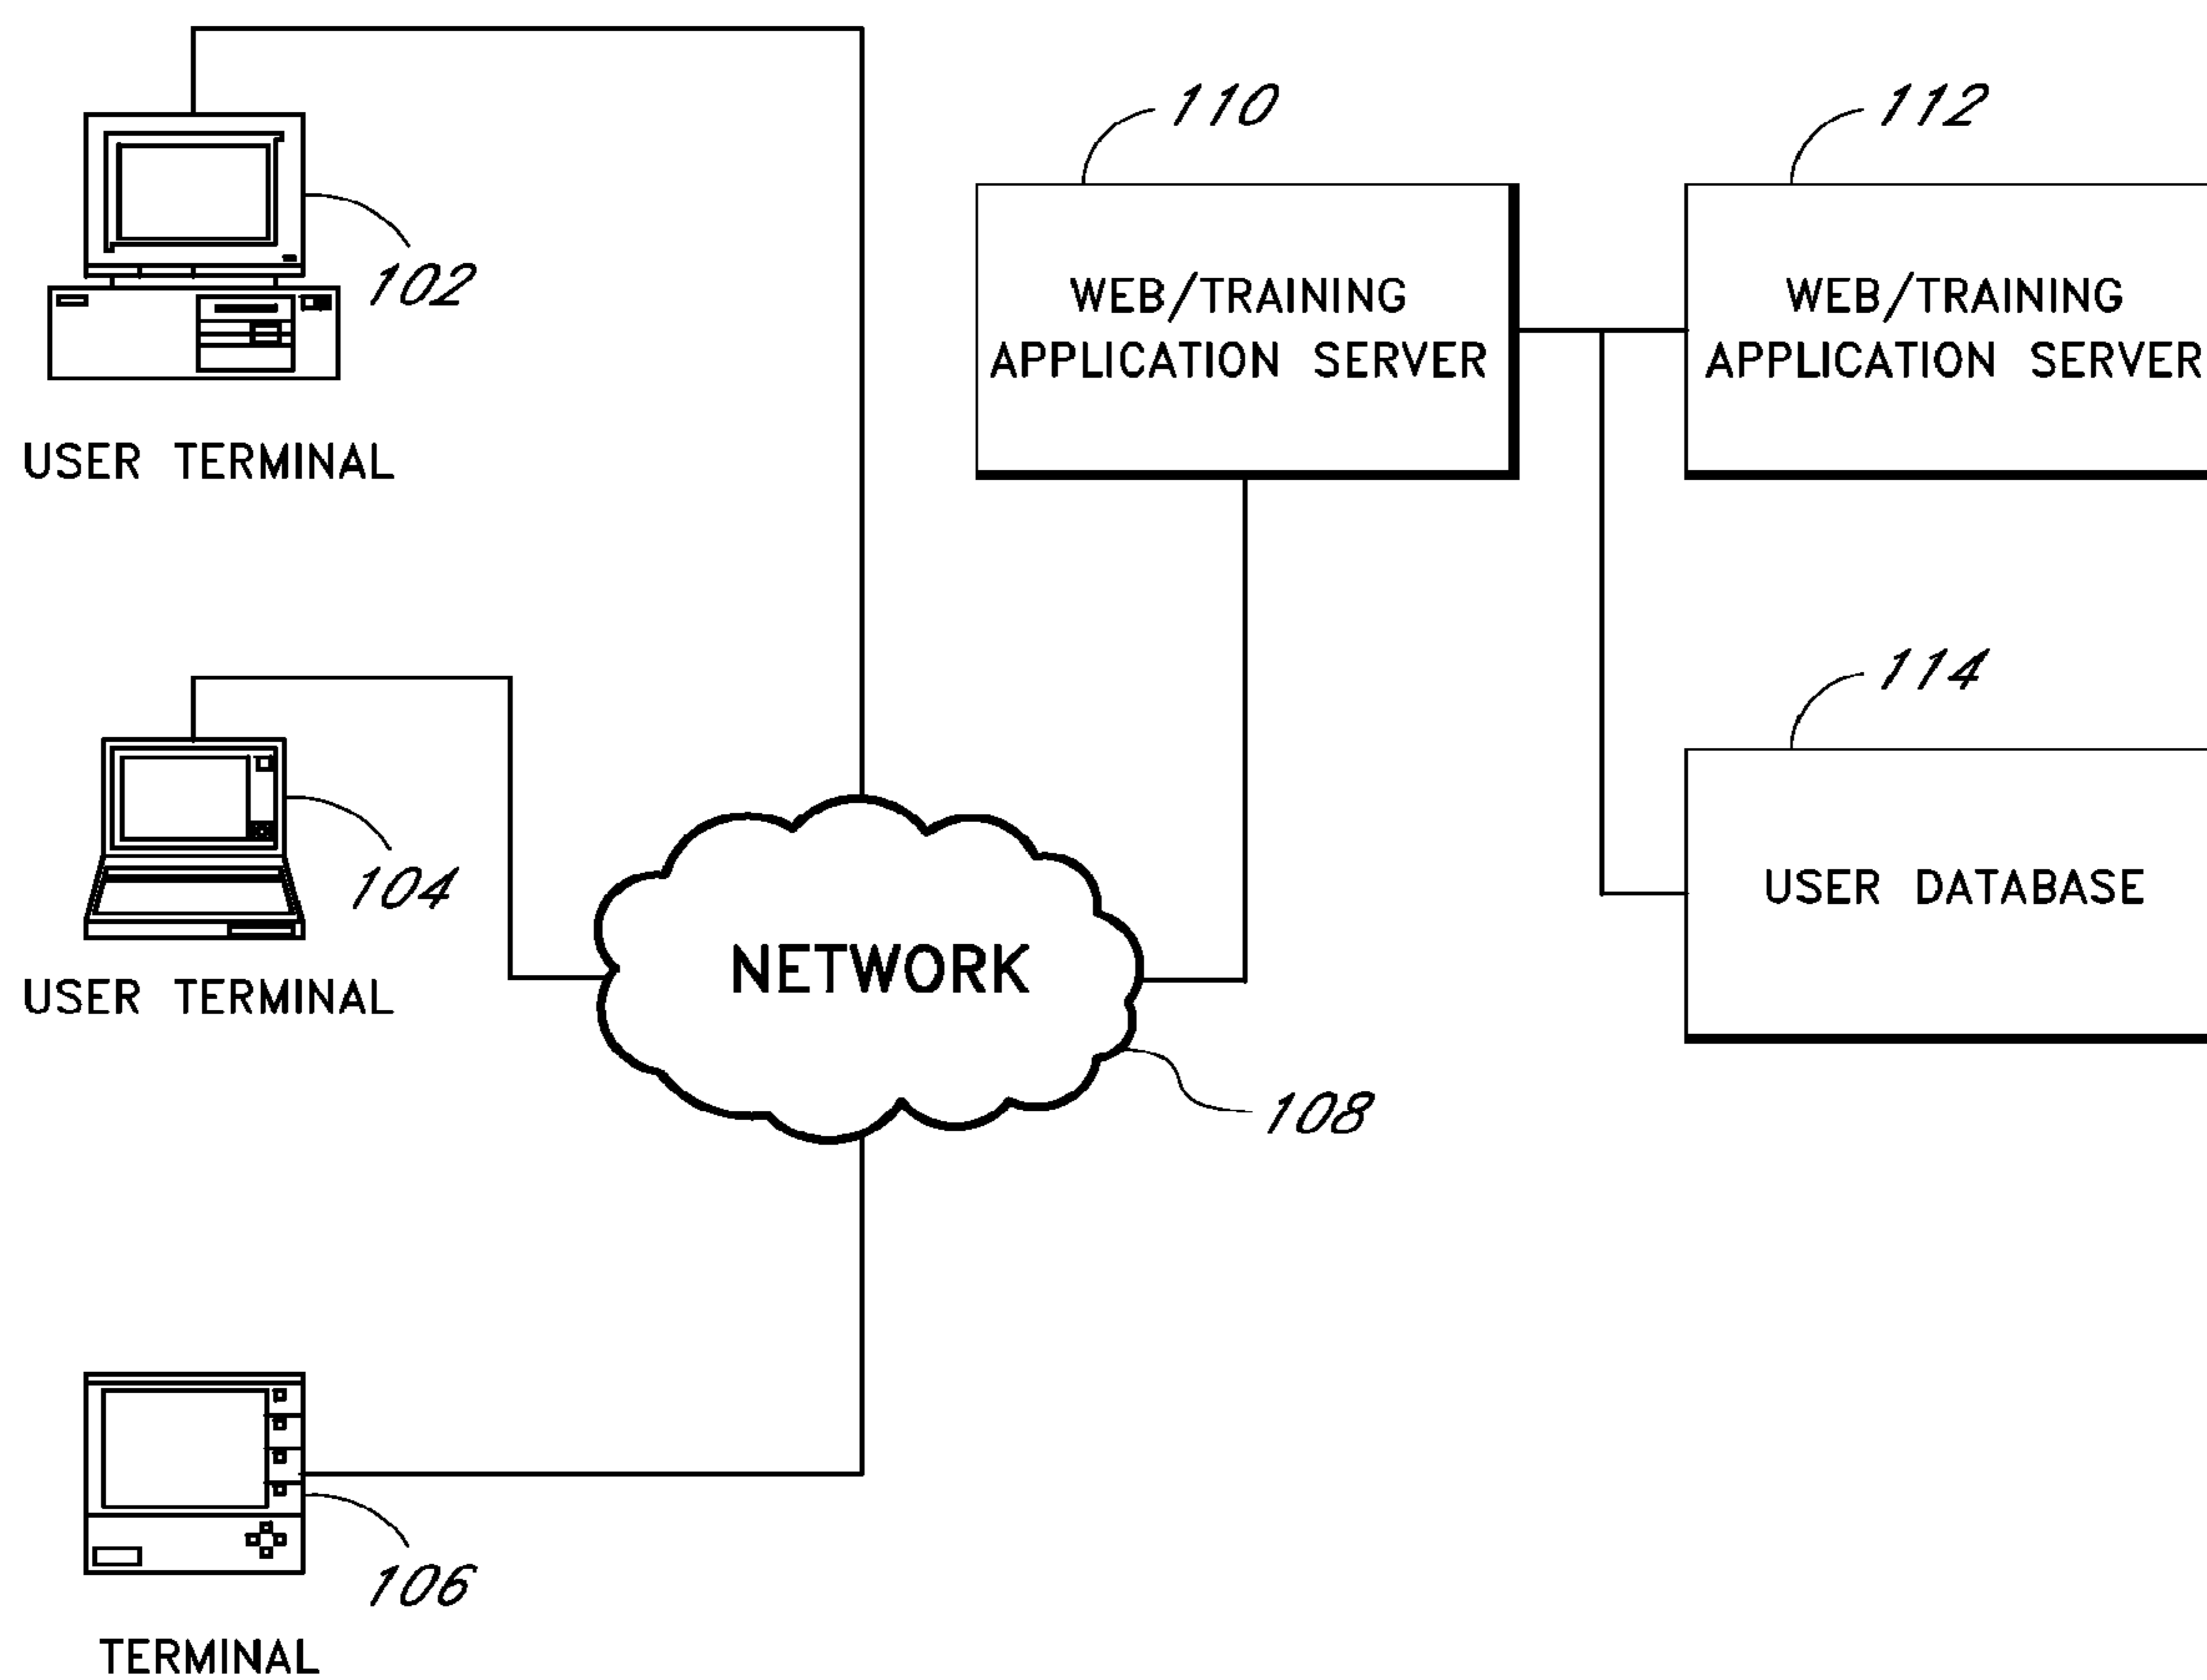 110
112
102
WEB/TRAINING
APPLICATION SERVER
WEB/TRAINING
APPLICATION SERVER
USER TERMINAL
114
104
USER DATABASE
USER TERMINAL
NETWORK
108
106
TERMINAL